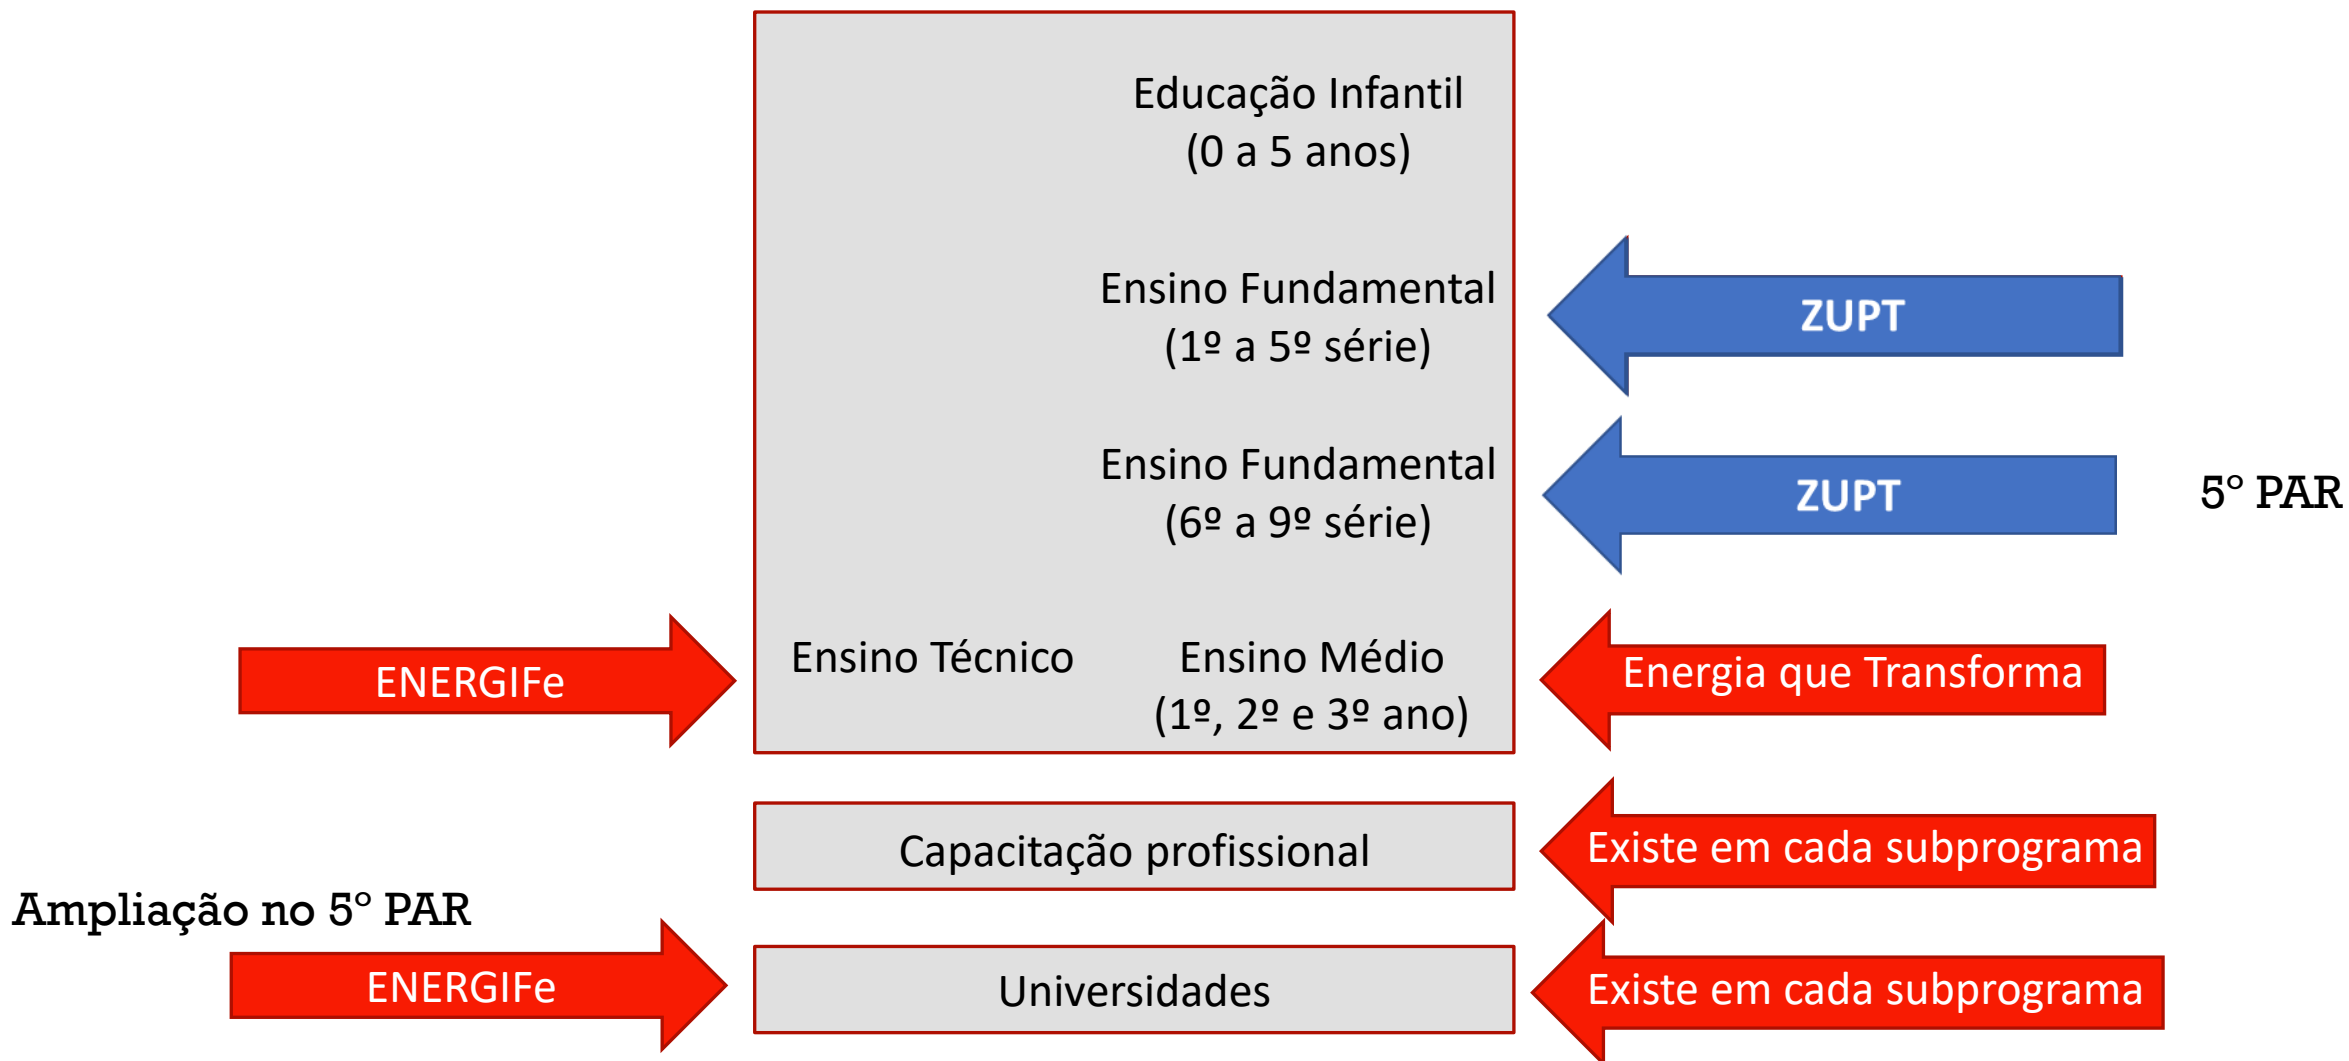 Educação Infantil
(0 a 5 anos)
Ensino Fundamental
(1º a 5º série)
ZUPT
Ensino Fundamental
(6º a 9º série)
ZUPT
5º PAR
ENERGIFe
Ensino Técnico
Ensino Médio
(1º, 2º e 3º ano)
Energia que Transforma
Capacitação profissional
Existe em cada subprograma
Ampliação no 5º PAR
ENERGIFe
Universidades
Existe em cada subprograma